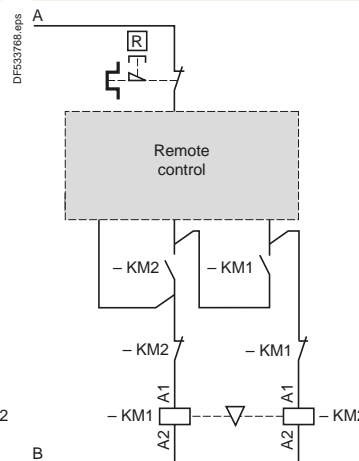 A
DF533768.eps
R
Remote
control
– KM2
– KM1
– KM2
– KM1
A1
A1
2
– KM1
– KM2
A2
A2
B